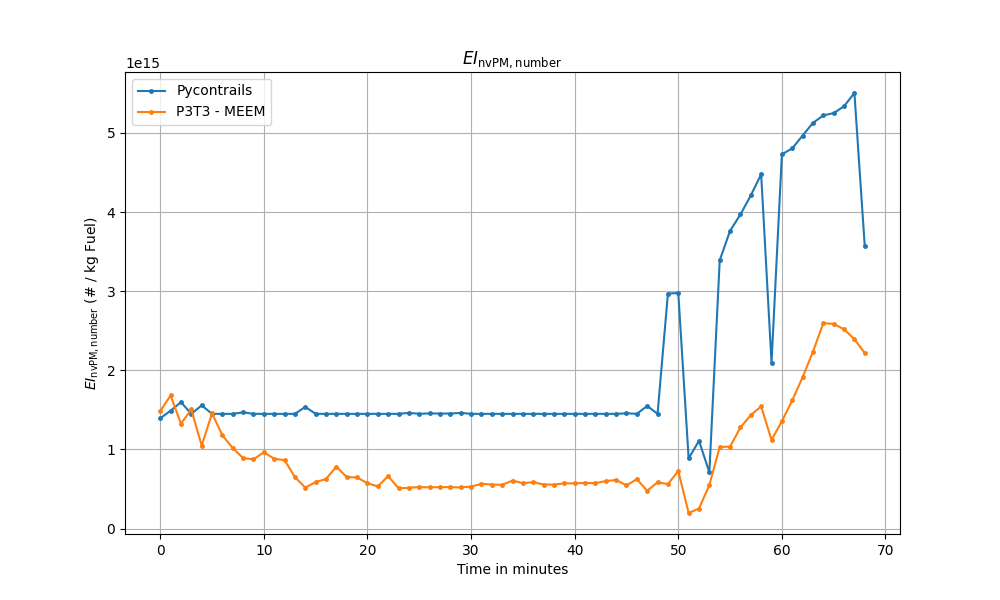 EI_nvPM, number
1e15
Pycontrails
P3T3 - MEEM
EI_nvPM, number (# / kg Fuel)
5
4
3
2
1
0
0 10 20 30 40 50 60 70
Time in minutes